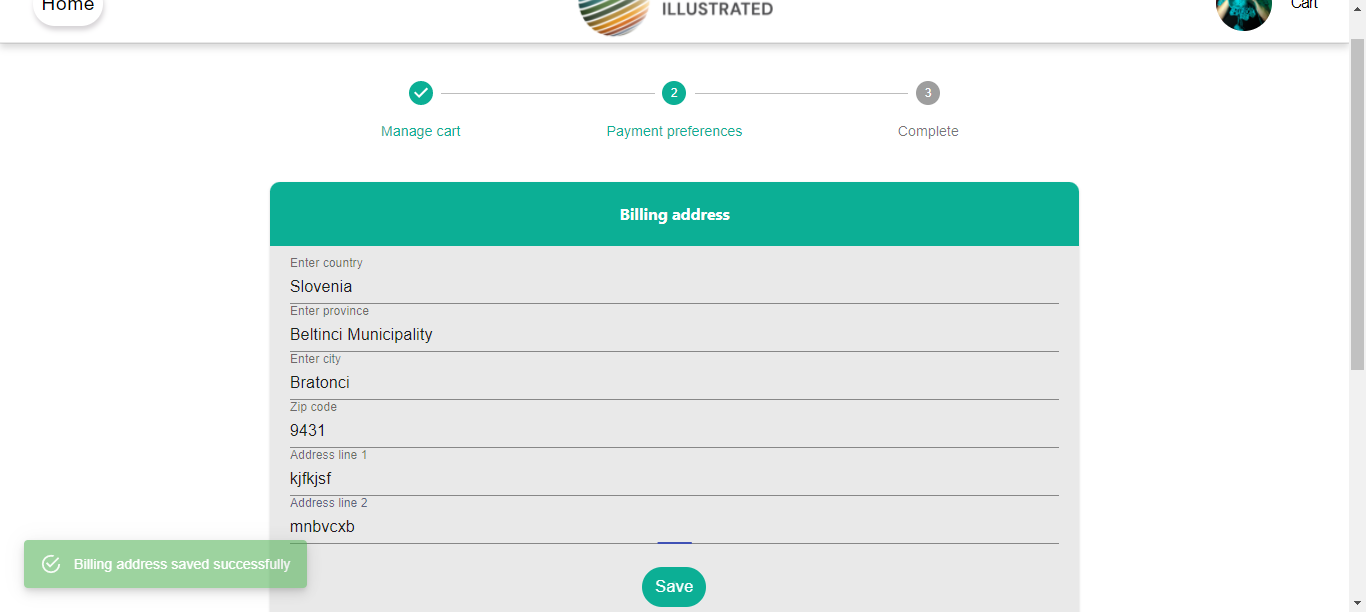 Home
ILLUSTRATED
Cart
2
3
Manage cart
Payment preferences
Complete
Billing address
Enter country
Slovenia
Enter province
Beltinci Municipality
Enter city
Bratonci
Zip code
9431
Address line 1
kjfkjsf
Address line 2
mnbvcxb
Billing address saved successfully
Save